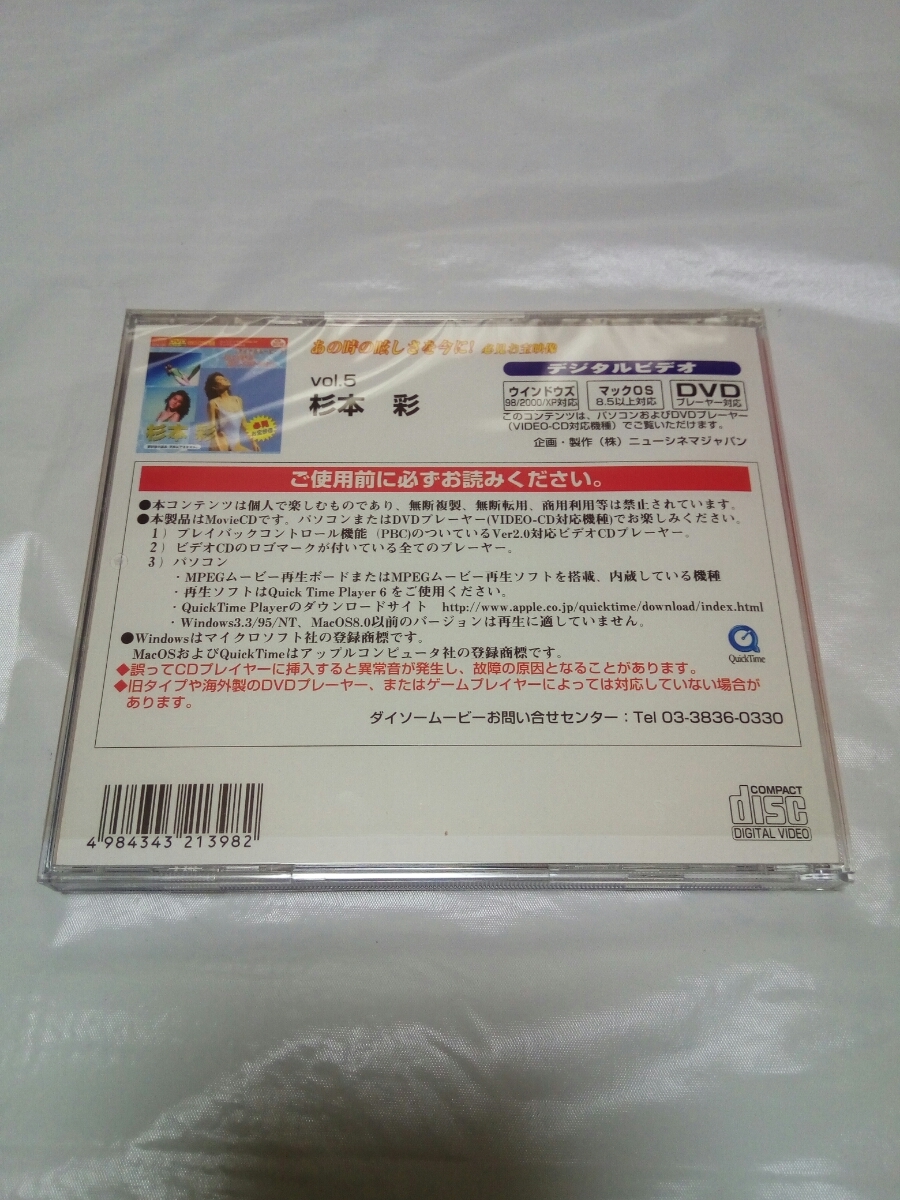 あの時の眩しさを今に! 必見お宝映像
vol.5
杉本 彩
杉本 彩
必見
デジタルビデオ
ウインドウズ
98/2000/XP対応
マックOS
8.5以上対応
DVD
プレーヤー対応
このコンテンツは、パソコンおよびDVDプレーヤー
(VIDEO-CD対応機種)でご覧いただけます。
企画・製作(株)ニューシネマジャパン
ご使用前に必ずお読みください。
●本コンテンツは個人で楽しむものであり、無断複製、無断転用、商用利用等は禁止されています。
●本製品はMovieCDです。パソコンまたはDVDプレーヤー(VIDEO-CD対応機種)でお楽しみください。
1）プレイバックコントロール機能(PBC)のついているVer2.0対応ビデオCDプレーヤー。
2）ビデオCDのロゴマークが付いている全てのプレーヤー。
3）パソコン
・MPEGムービー再生ボードまたはMPEGムービー再生ソフトを搭載、内蔵している機種
・再生ソフトはQuick Time Player 6 をご使用ください。
・QuickTime Playerのダウンロードサイト http://www.apple.co.jp/quicktime/download/index.html
・Windows3.3/95/NT、MacOS8.0以前のバージョンは再生に適していません。
●Windowsはマイクロソフト社の登録商標です。
MacOSおよびQuickTimeはアップルコンピュータ社の登録商標です。
QuickTime
◆誤ってCDプレイヤーに挿入すると異常音が発生し、故障の原因となることがあります。
◆旧タイプや海外製のDVDプレーヤー、またはゲームプレイヤーによっては対応していない場合が
あります。
ダイソームービーお問い合せセンター：Tel 03-3836-0330
4 984343 213982
COMPACT
disc
DIGITAL VIDEO